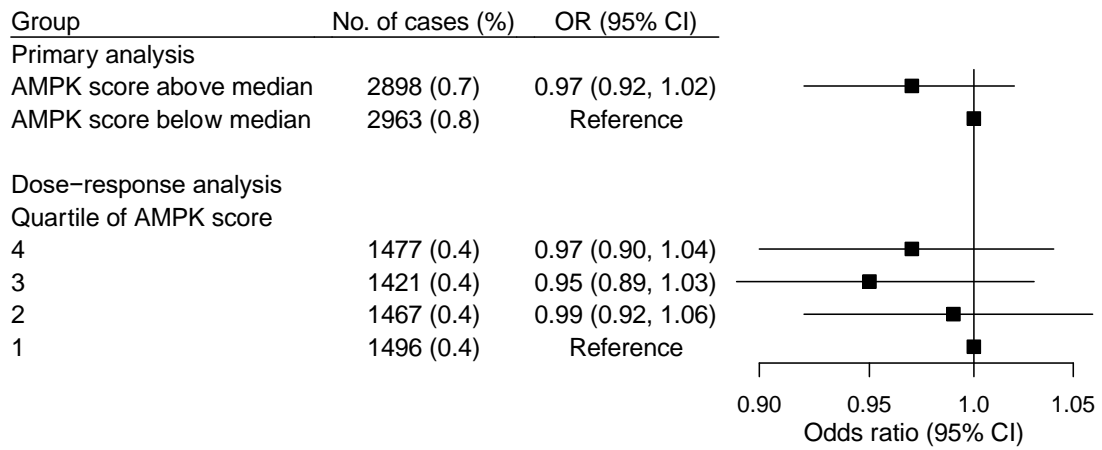 Group No. of cases (%) OR (95% CI)
Primary analysis
AMPK score above median 2898 (0.7) 0.97 (0.92, 1.02)
AMPK score below median 2963 (0.8) Reference
Dose−response analysis
Quartile of AMPK score
4 1477 (0.4) 0.97 (0.90, 1.04)
3 1421 (0.4) 0.95 (0.89, 1.03)
2 1467 (0.4) 0.99 (0.92, 1.06)
1 1496 (0.4) Reference
0.90 0.95 1.0 1.05
Odds ratio (95% CI)